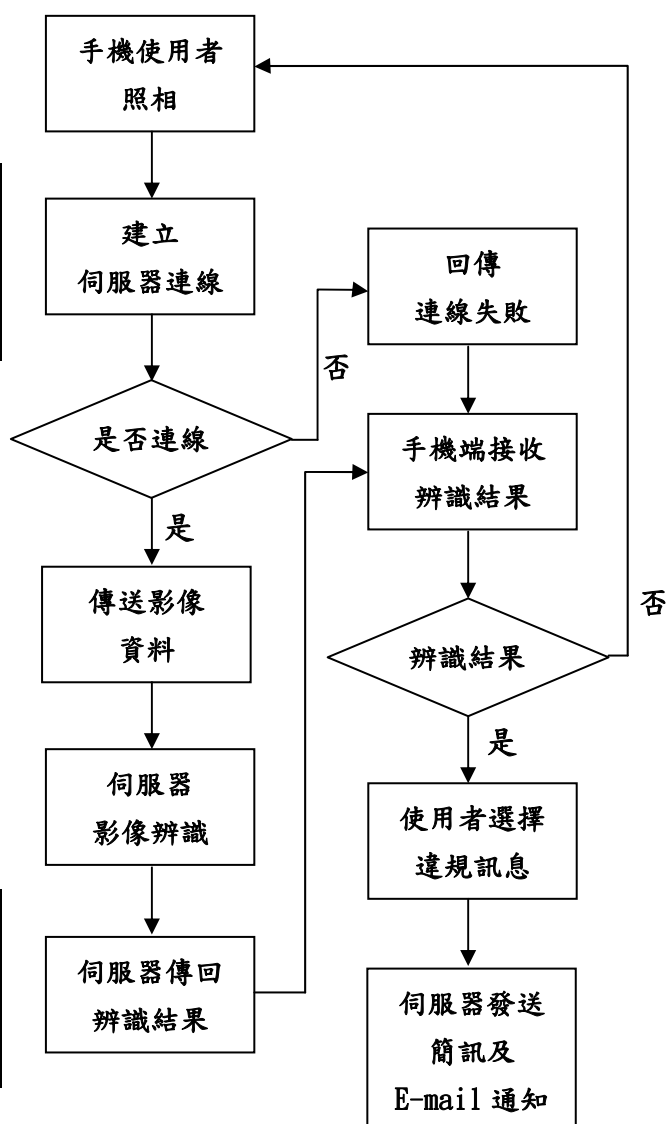 手機使用者
照相
建立
伺服器連線
是否連線
否
是
傳送影像
資料
伺服器
影像辨識
伺服器傳回
辨識結果
回傳
連線失敗
手機端接收
辨識結果
辨識結果
否
是
使用者選擇
違規訊息
伺服器發送
簡訊及
E-mail 通知